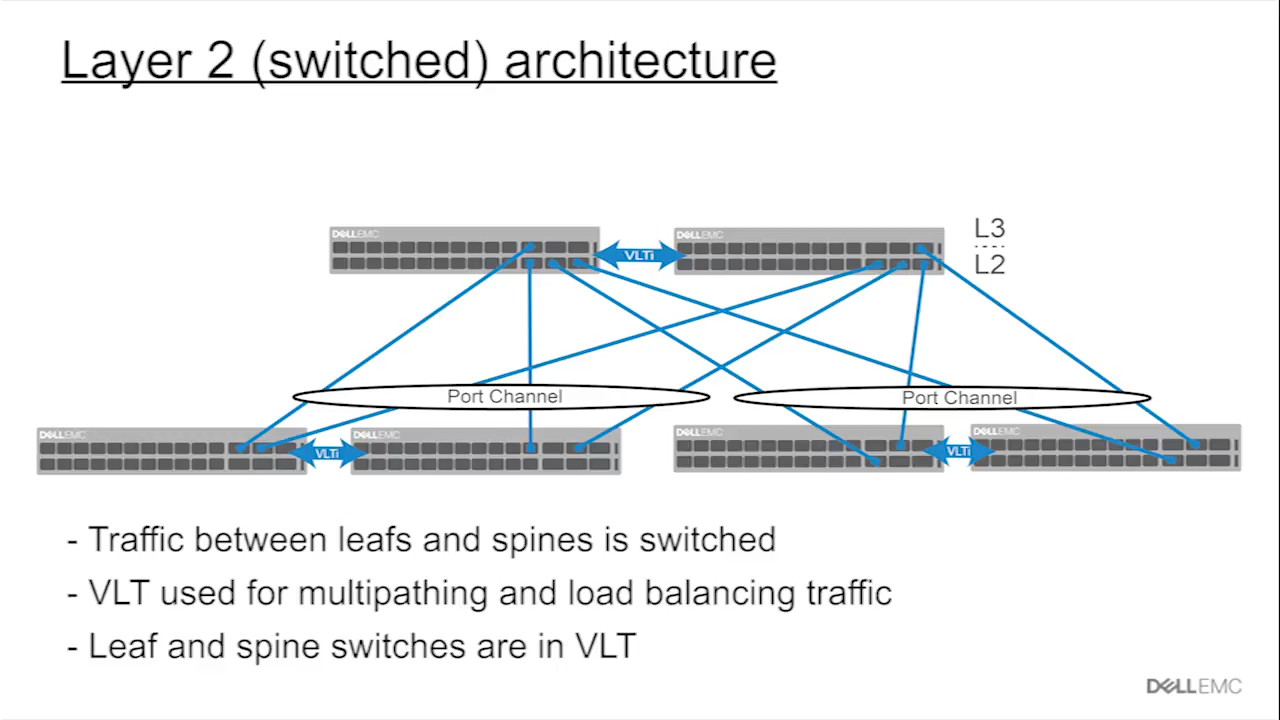 Layer 2 (switched) architecture
DELLEMC
DELLEMC
L3
VLTi
L2
Port Channel
Port Channel
DELLEMC
DELLEMC
DELLEMC
DELLEMC
VLTi
VLTi
- Traffic between leafs and spines is switched
- VLT used for multipathing and load balancing traffic
- Leaf and spine switches are in VLT
DELLEMC